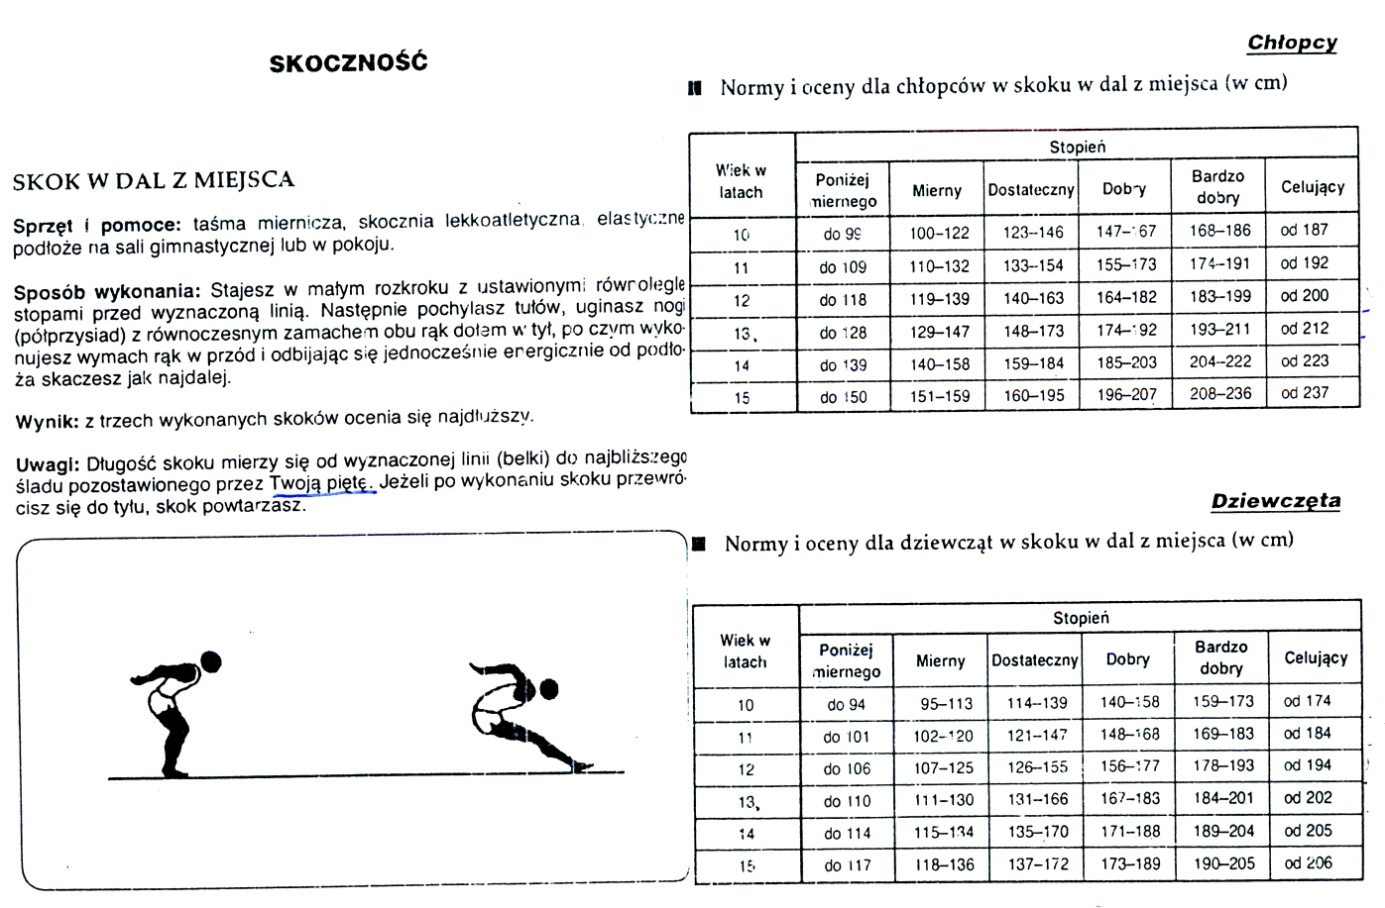 SKOCZNOŚĆ
SKOK W DAL Z MIEJSCA
Sprzęt i pomoce: taśma miernicza, skocznia lekkoatletyczna, elastyczne
podłoże na sali gimnastycznej lub w pokoju.
Sposób wykonania: Stajesz w małym rozkroku z ustawionymi równolegle
stopami przed wyznaczoną linią. Następnie pochylasz tułów, uginasz nogi
(półprzysiad) z równoczesnym zamachem obu rąk dołem w tył, po czym wyko-
nujesz wymach rąk w przód i odbijając się jednocześnie energicznie od podło-
ża skaczesz jak najdalej.
Wynik: z trzech wykonanych skoków ocenia się najdłuższy.
Uwagi: Długość skoku mierzy się od wyznaczonej linii (belki) do najbliższego
śladu pozostawionego przez Twoją piętę. Jeżeli po wykonaniu skoku przewró-
cisz się do tyłu, skok powtarzasz.
Chłopcy
Normy i oceny dla chłopców w skoku w dal z miejsca (w cm)
Wiek w latach Stopień
Poniżej miernego Mierny Dostateczny Dobry Bardzo dobry Celujący
10 do 99 100–122 123–146 147–167 168–186 od 187
11 do 109 110–132 133–154 155–173 174–191 od 192
12 do 118 119–139 140–163 164–182 183–199 od 200
13 do 128 129–147 148–173 174–192 193–211 od 212
14 do 139 140–158 159–184 185–203 204–222 od 223
15 do 150 151–159 160–195 196–207 208–236 od 237
Dziewczęta
Normy i oceny dla dziewcząt w skoku w dal z miejsca (w cm)
Wiek w latach Stopień
Poniżej miernego Mierny Dostateczny Dobry Bardzo dobry Celujący
10 do 94 95–113 114–139 140–158 159–173 od 174
11 do 101 102–120 121–147 148–168 169–183 od 184
12 do 106 107–125 126–155 156–177 178–193 od 194
13 do 110 111–130 131–166 167–183 184–201 od 202
14 do 114 115–134 135–170 171–188 189–204 od 205
15 do 117 118–136 137–172 173–189 190–205 od 206